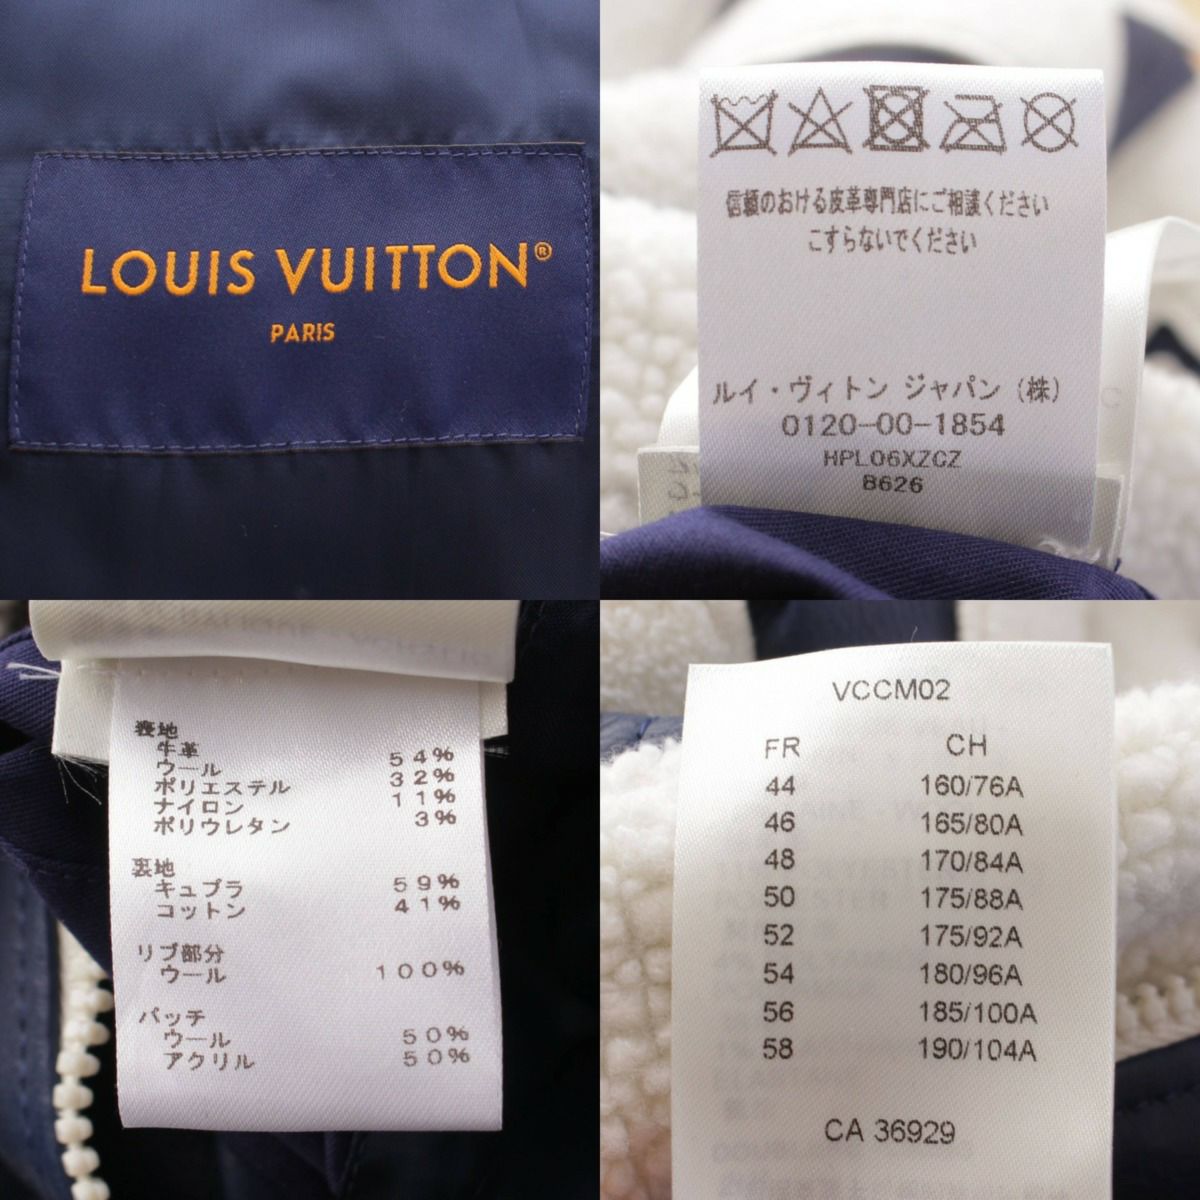 LOUIS VUITTON®
PARIS
信頼のおける皮革専門店にご相談ください
こすらないでください
ルイ・ヴィトン ジャパン (株)
0120-00-1854
HPL06XZCZ
B626
表地
牛革 54%
ウール 32%
ポリエステル 11%
ナイロン
ポリウレタン 3%
裏地
キュプラ 59%
コットン 41%
リブ部分
ウール 100%
パッチ
ウール 50%
アクリル 50%
VCCM02
FR CH
44 160/76A
46 165/80A
48 170/84A
50 175/88A
52 175/92A
54 180/96A
56 185/100A
58 190/104A
CA 36929